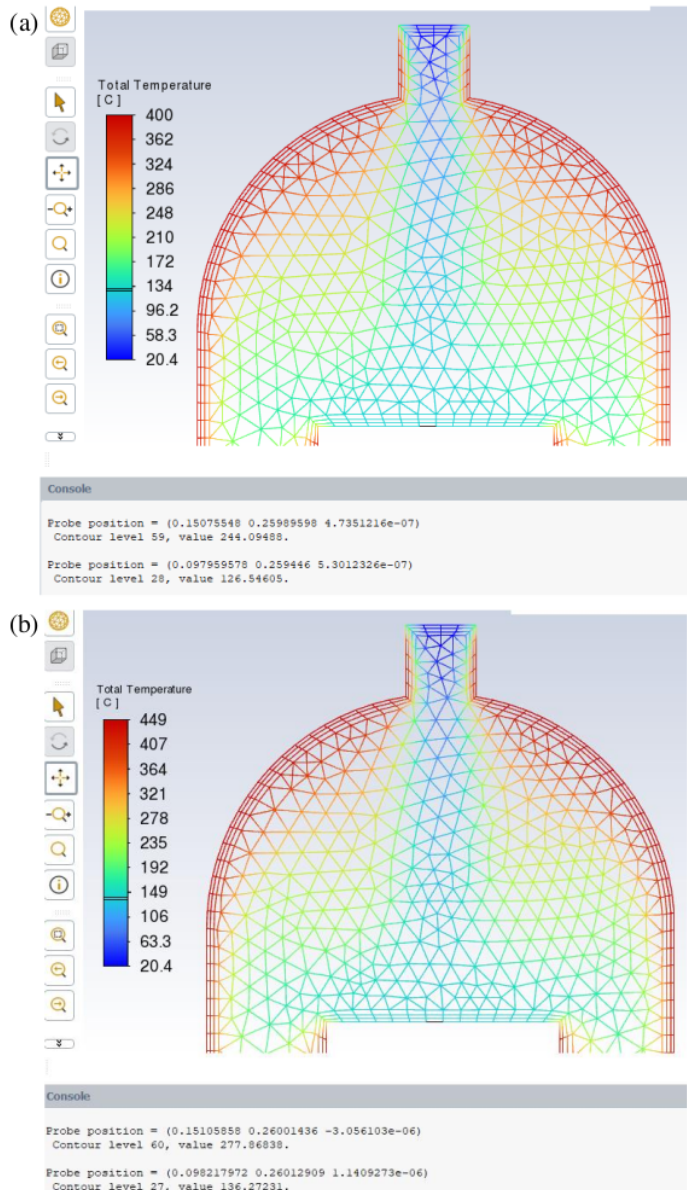 (a)
Total Temperature
[ C ]
400
362
324
286
248
210
172
134
96.2
58.3
20.4
Console
Probe position = (0.15075548 0.25989598 4.7351216e-07)
Contour level 59, value 244.09488.
Probe position = (0.097959578 0.259446 5.3012326e-07)
Contour level 28, value 126.54605.
(b)
Total Temperature
[ C ]
449
407
364
321
278
235
192
149
106
63.3
20.4
Console
Probe position = (0.15105858 0.26001436 -3.056103e-06)
Contour level 60, value 277.86838.
Probe position = (0.098217972 0.26012909 1.1409273e-06)
Contour level 27, value 136.27231.